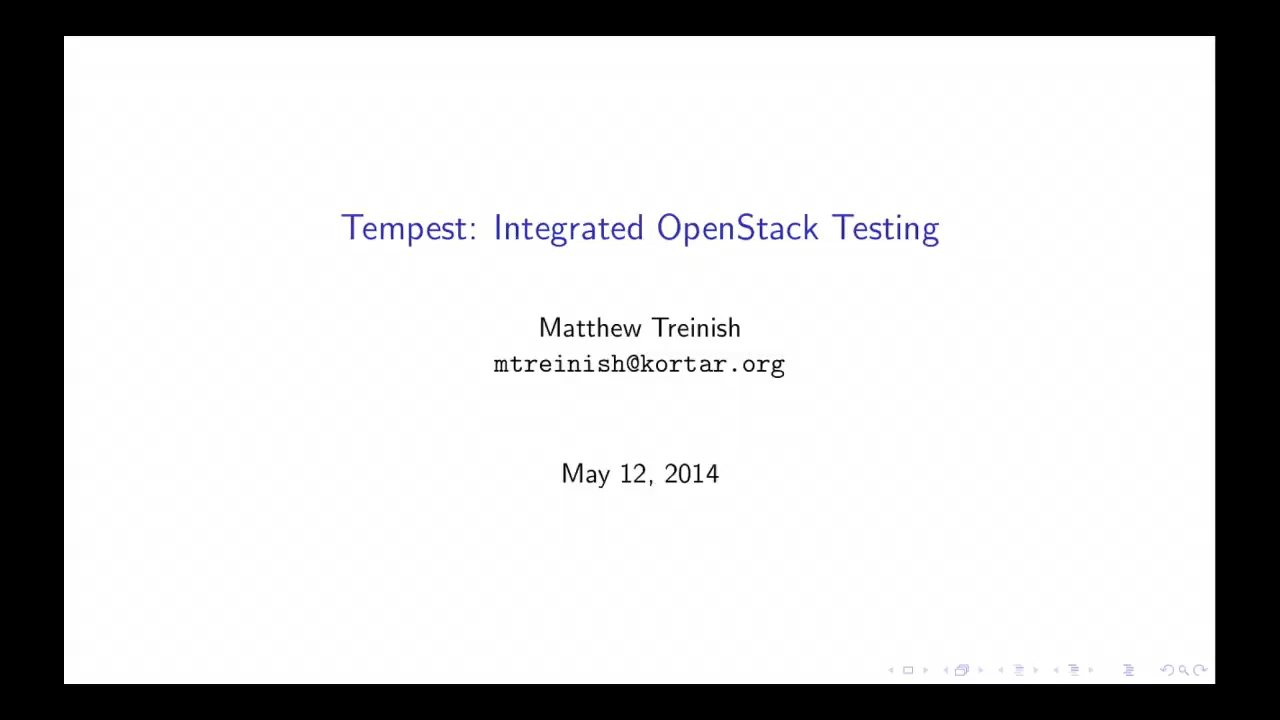 Tempest: Integrated OpenStack Testing
Matthew Treinish
mtreinish@kortar.org
May 12, 2014